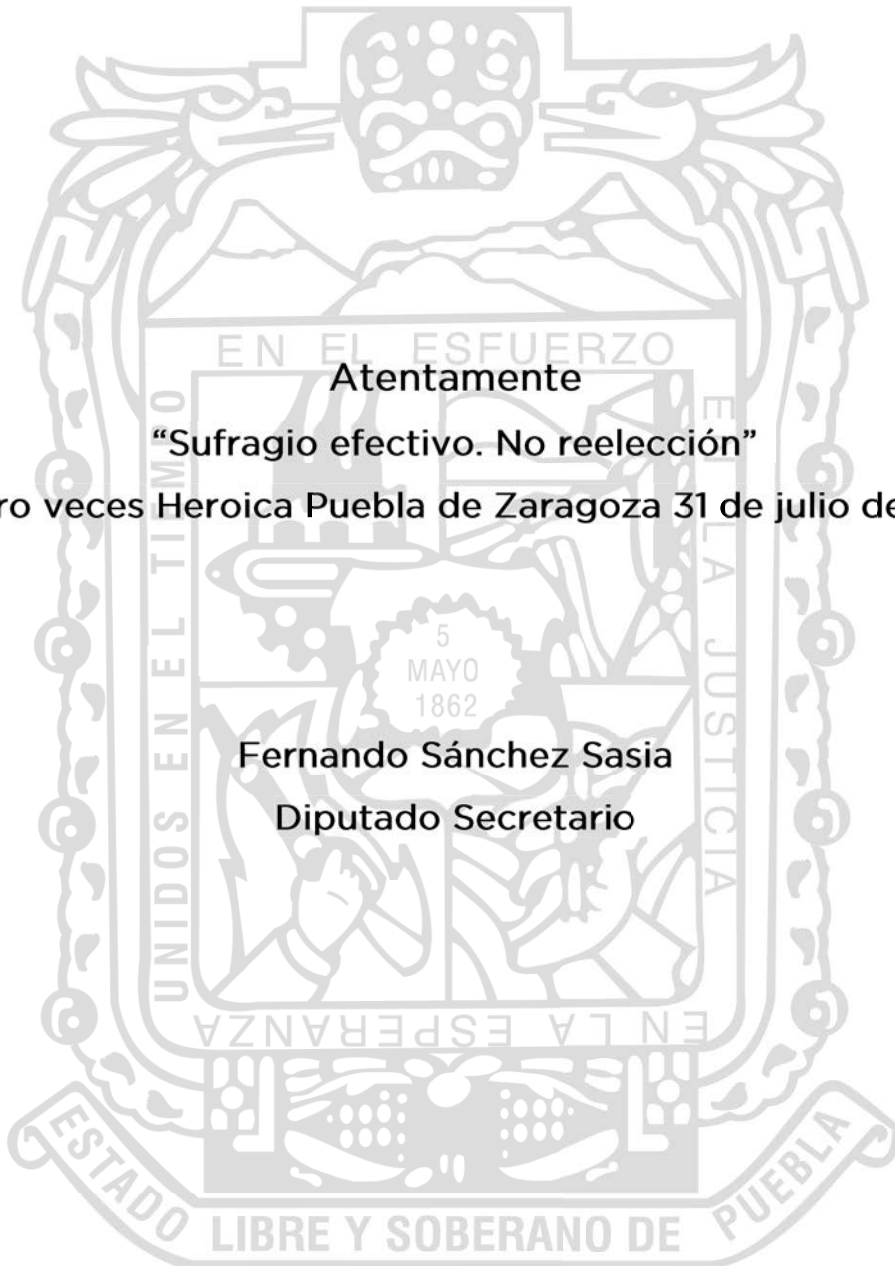 EN EL ESFUERZO
Atentamente
“Sufragio efectivo. No reelección”
veces Heroica Puebla de Zaragoza 31 de julio
EN LA JUSTICIA
UNIDOS EN EL TIEMPO
5
MAYO
1862
Fernando Sánchez Sasia
Diputado Secretario
EN LA ESPERANZA
ESTADO LIBRE Y SOBERANO DE PUEBLA